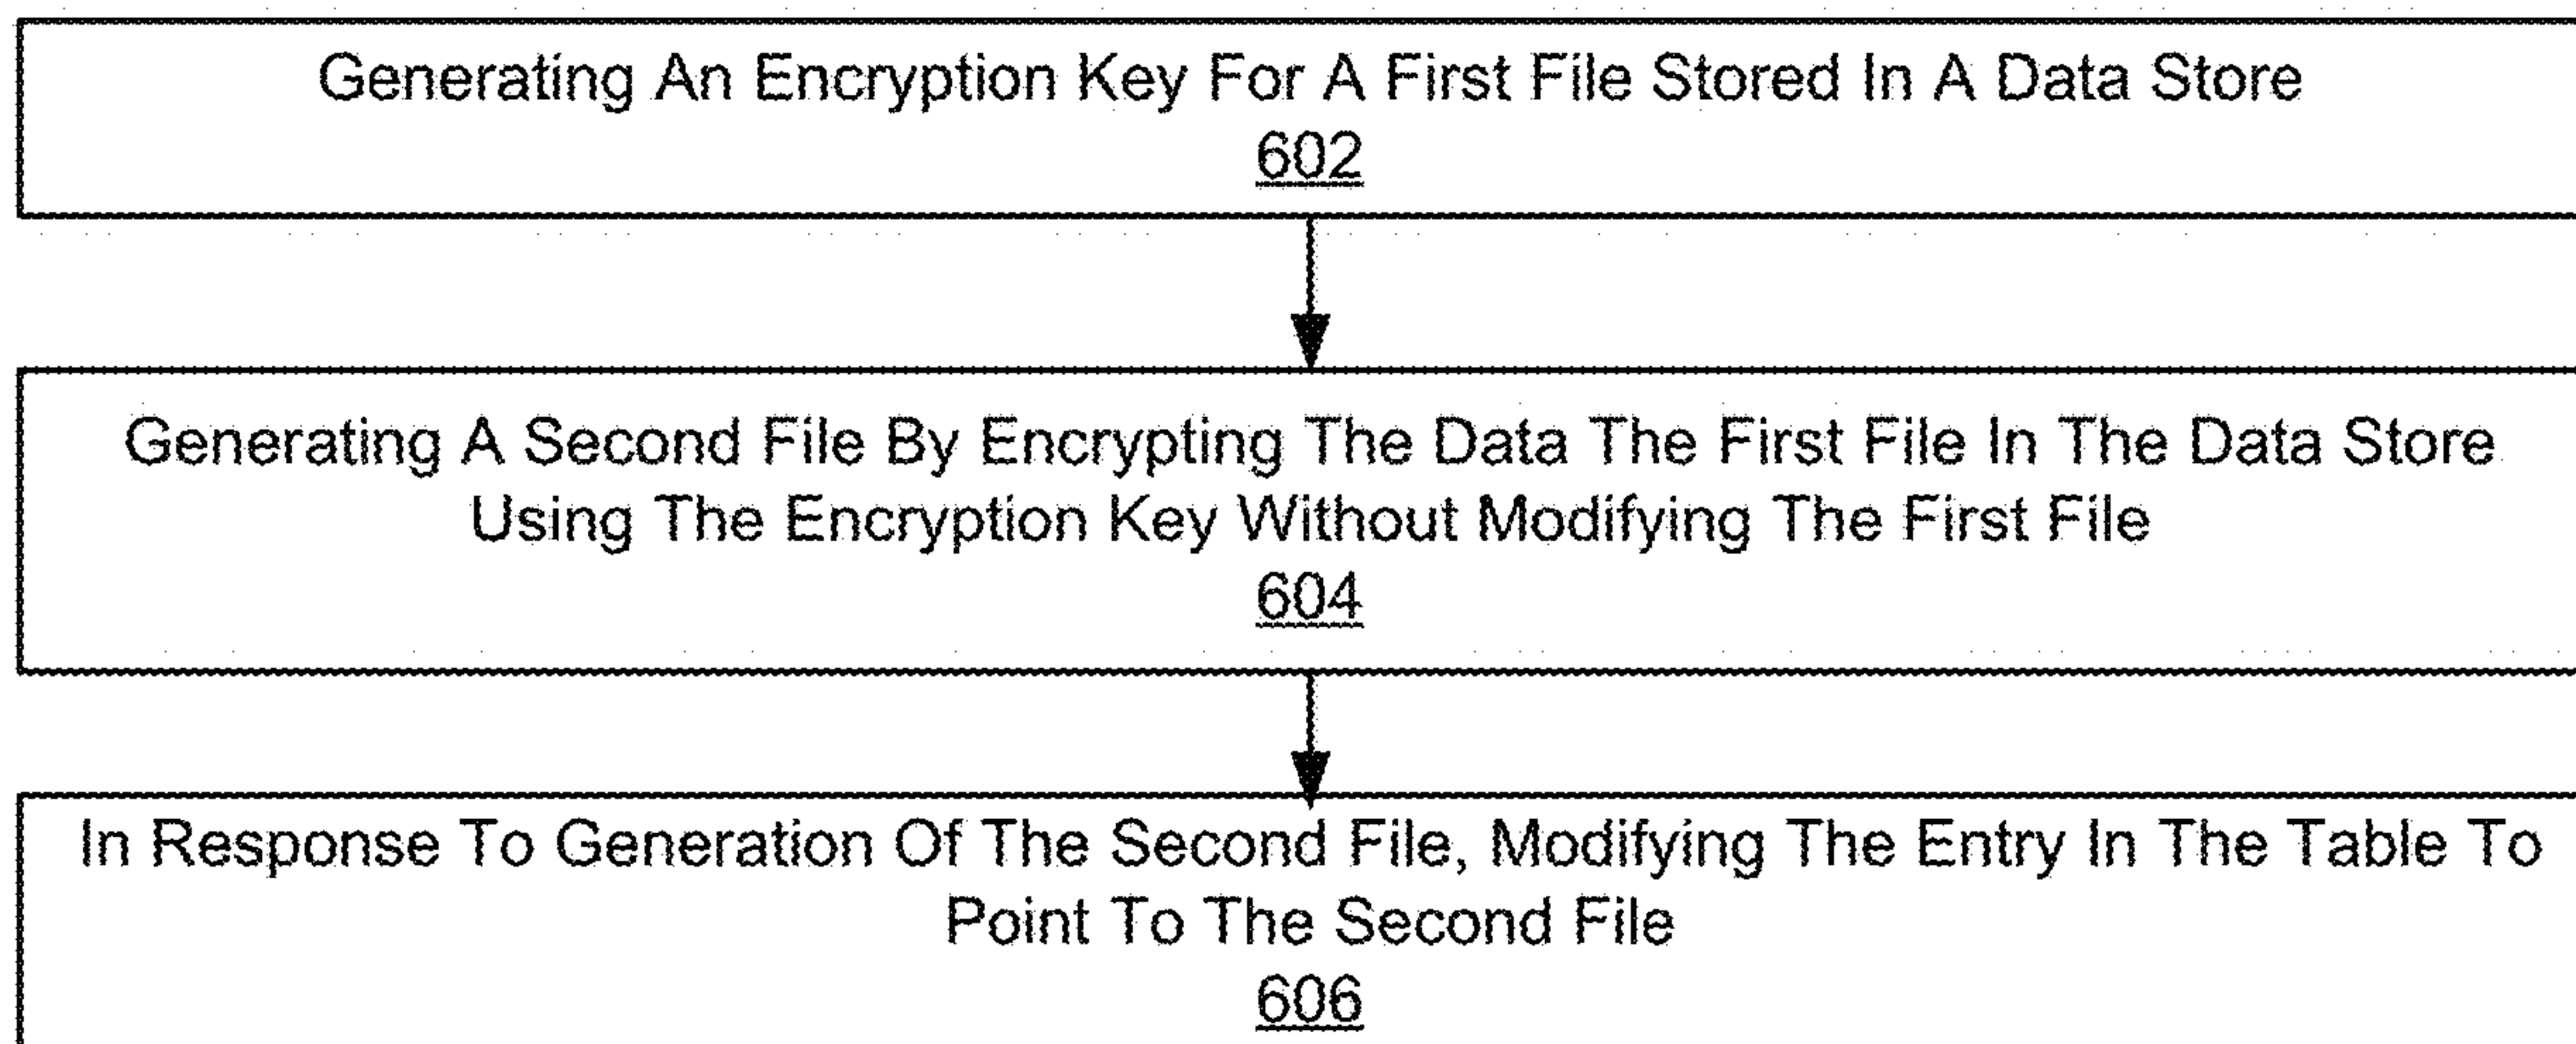 Generating An Encryption Key For A First File Stored In A Data Store
602
Generating A Second File By Encrypting The Data The First File In The Data Store
Using The Encryption Key Without Modifying The First File
604
In Response To Generation Of The Second File, Modifying The Entry In The Table To
Point To The Second File
606